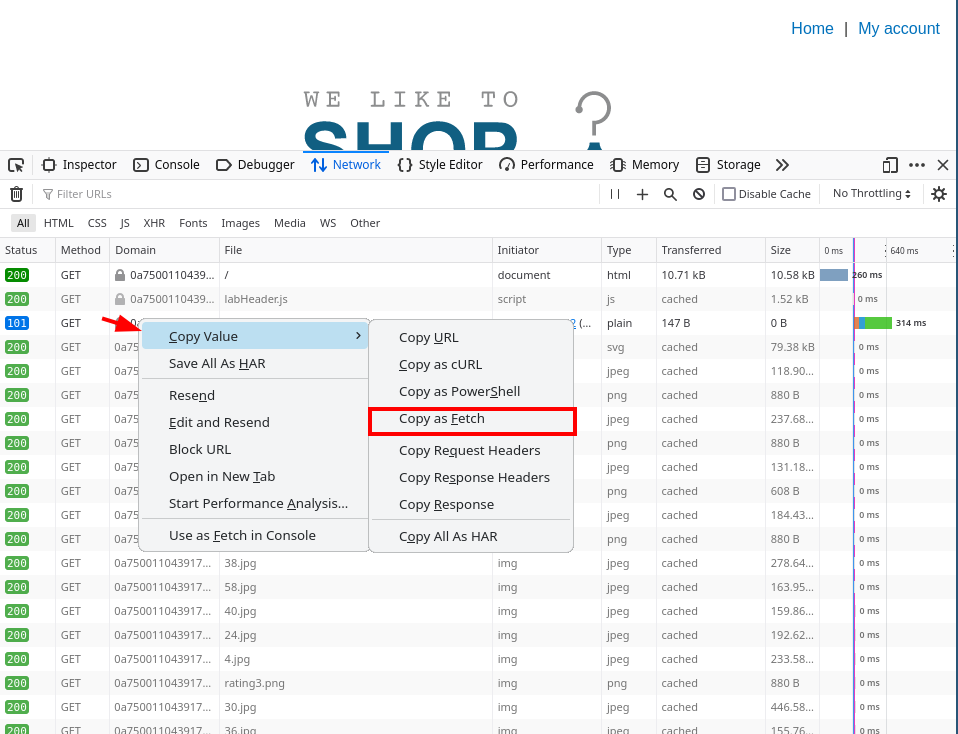 Home | My account
WE LIKE TO
SHOP
Inspector Console Debugger Network Style Editor Performance Memory Storage
Filter URLs Disable Cache No Throttling
All HTML CSS JS XHR Fonts Images Media WS Other
Status Method Domain File Initiator Type Transferred Size 0 ms 640 ms
200 GET 0a7500110439... / document html 10.71 kB 10.58 kB 260 ms
200 GET 0a7500110439... labHeader.js script js cached 1.52 kB 0 ms
101 GET (... plain 147 B 0 B 314 ms
Copy Value Copy URL
200 GET svg cached 79.38 kB 0 ms
Save All As HAR Copy as cURL
200 GET jpeg cached 118.90... 0 ms
Resend Copy as PowerShell
200 GET png cached 880 B 0 ms
Edit and Resend Copy as Fetch
200 GET jpeg cached 237.68... 0 ms
200 GET png cached 880 B 0 ms
Block URL Copy Request Headers
200 GET jpeg cached 131.18... 0 ms
Open in New Tab Copy Response Headers
200 GET png cached 608 B 0 ms
Start Performance Analysis... Copy Response
200 GET jpeg cached 184.43... 0 ms
Use as Fetch in Console Copy All As HAR
200 GET png cached 880 B 0 ms
200 GET 0a750011043917... 38.jpg img jpeg cached 278.64... 0 ms
200 GET 0a750011043917... 58.jpg img jpeg cached 163.95... 0 ms
200 GET 0a750011043917... 40.jpg img jpeg cached 159.86... 0 ms
200 GET 0a750011043917... 24.jpg img jpeg cached 192.62... 0 ms
200 GET 0a750011043917... 4.jpg img jpeg cached 233.58... 0 ms
200 GET 0a750011043917... rating3.png img png cached 880 B 0 ms
200 GET 0a750011043917... 30.jpg img jpeg cached 446.58... 0 ms
200 GET 0a750011043917... 36.jpg img jpeg cached 155.76... 0 ms